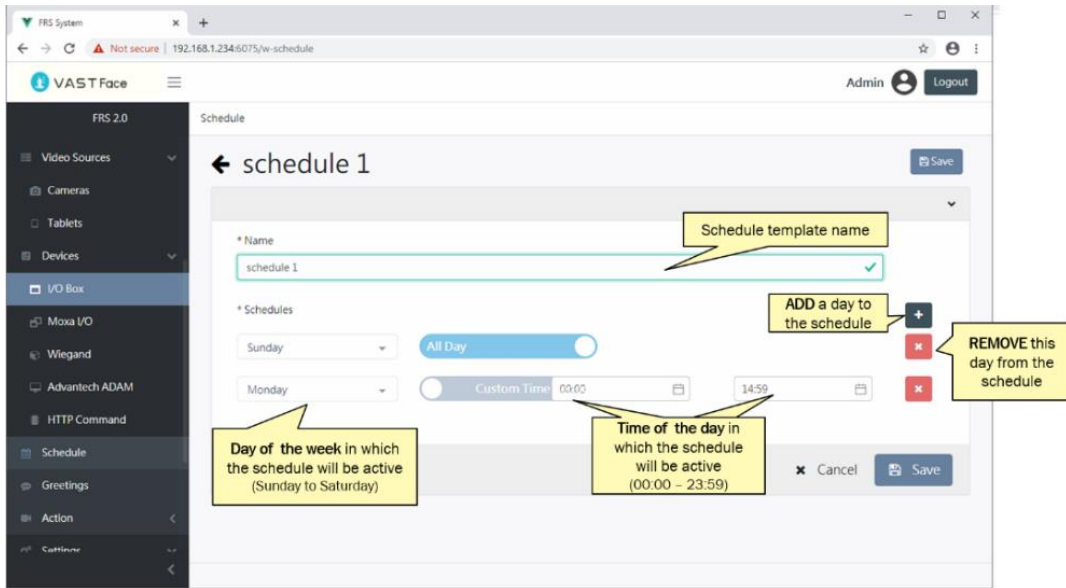 FRS System
Not secure | 192.168.1.234:6075/w-schedule
VAST Face
Admin
Logout
FRS 2.0
Schedule
Video Sources
Cameras
Tablets
Devices
I/O Box
Moxa I/O
Wiegand
Advantech ADAM
HTTP Command
Schedule
Greetings
Action
Settings
schedule 1
Save
Schedule template name
* Name
schedule 1
* Schedules
ADD a day to
the schedule
Sunday
All Day
REMOVE this
day from the
schedule
Monday
Custom Time
00:00
14:59
Day of the week in which
the schedule will be active
(Sunday to Saturday)
Time of the day in
which the schedule
will be active
(00:00 – 23:59)
Cancel
Save